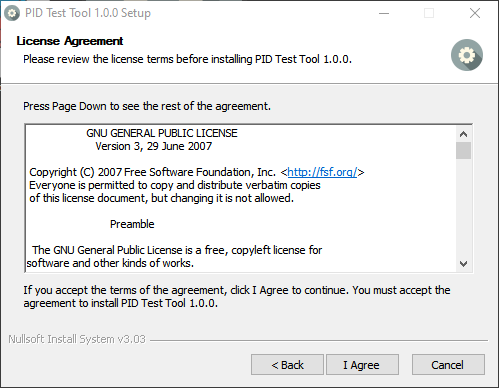 PID Test Tool 1.0.0 Setup
License Agreement
Please review the license terms before installing PID Test Tool 1.0.0.
Press Page Down to see the rest of the agreement.
GNU GENERAL PUBLIC LICENSE
Version 3, 29 June 2007
Copyright (C) 2007 Free Software Foundation, Inc. <http://fsf.org/>
Everyone is permitted to copy and distribute verbatim copies
of this license document, but changing it is not allowed.
Preamble
The GNU General Public License is a free, copyleft license for
software and other kinds of works.
If you accept the terms of the agreement, click I Agree to continue. You must accept the
agreement to install PID Test Tool 1.0.0.
Nullsoft Install System v3.03
< Back
I Agree
Cancel